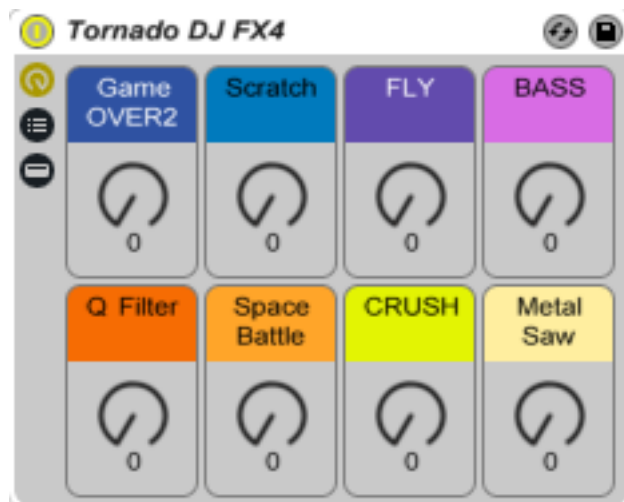 Tornado DJ FX4
Game
OVER2
Scratch
FLY
BASS
0
0
0
0
Q Filter
Space
Battle
CRUSH
Metal
Saw
0
0
0
0